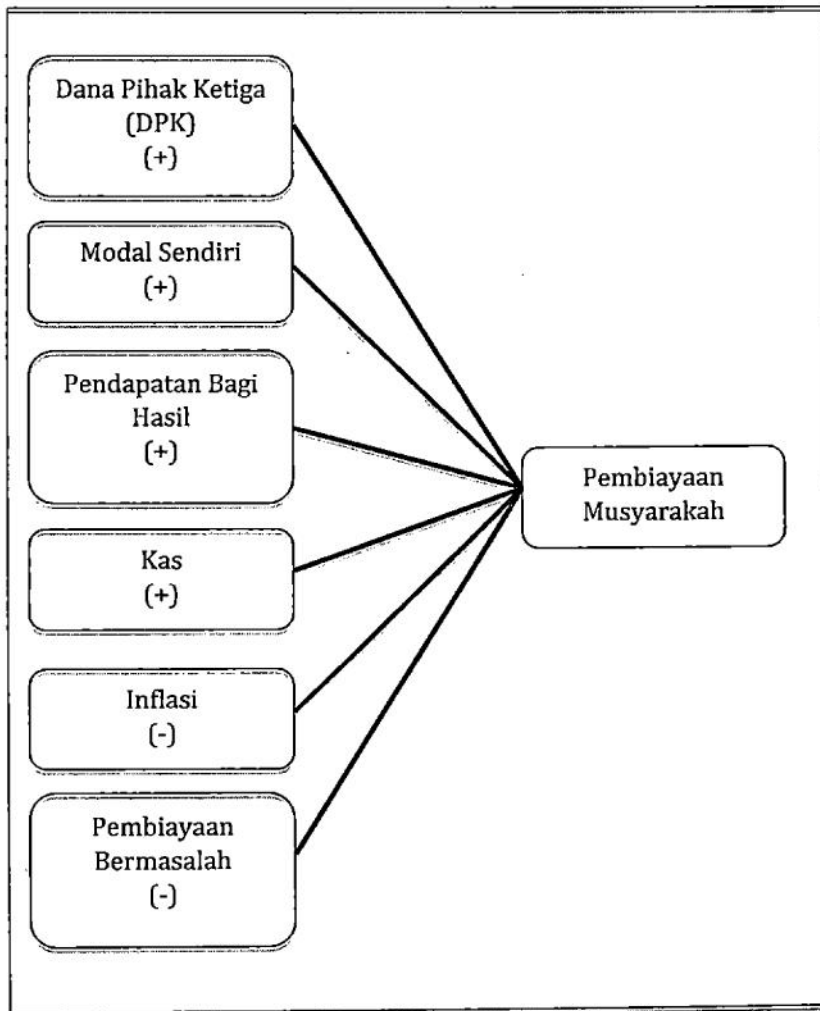 Dana Pihak Ketiga
(DPK)
(+)
Modal Sendiri
(+)
Pendapatan Bagi
Hasil
(+)
Kas
(+)
Inflasi
(-)
Pembiayaan
Bermasalah
(-)
Pembiayaan
Musyarakah